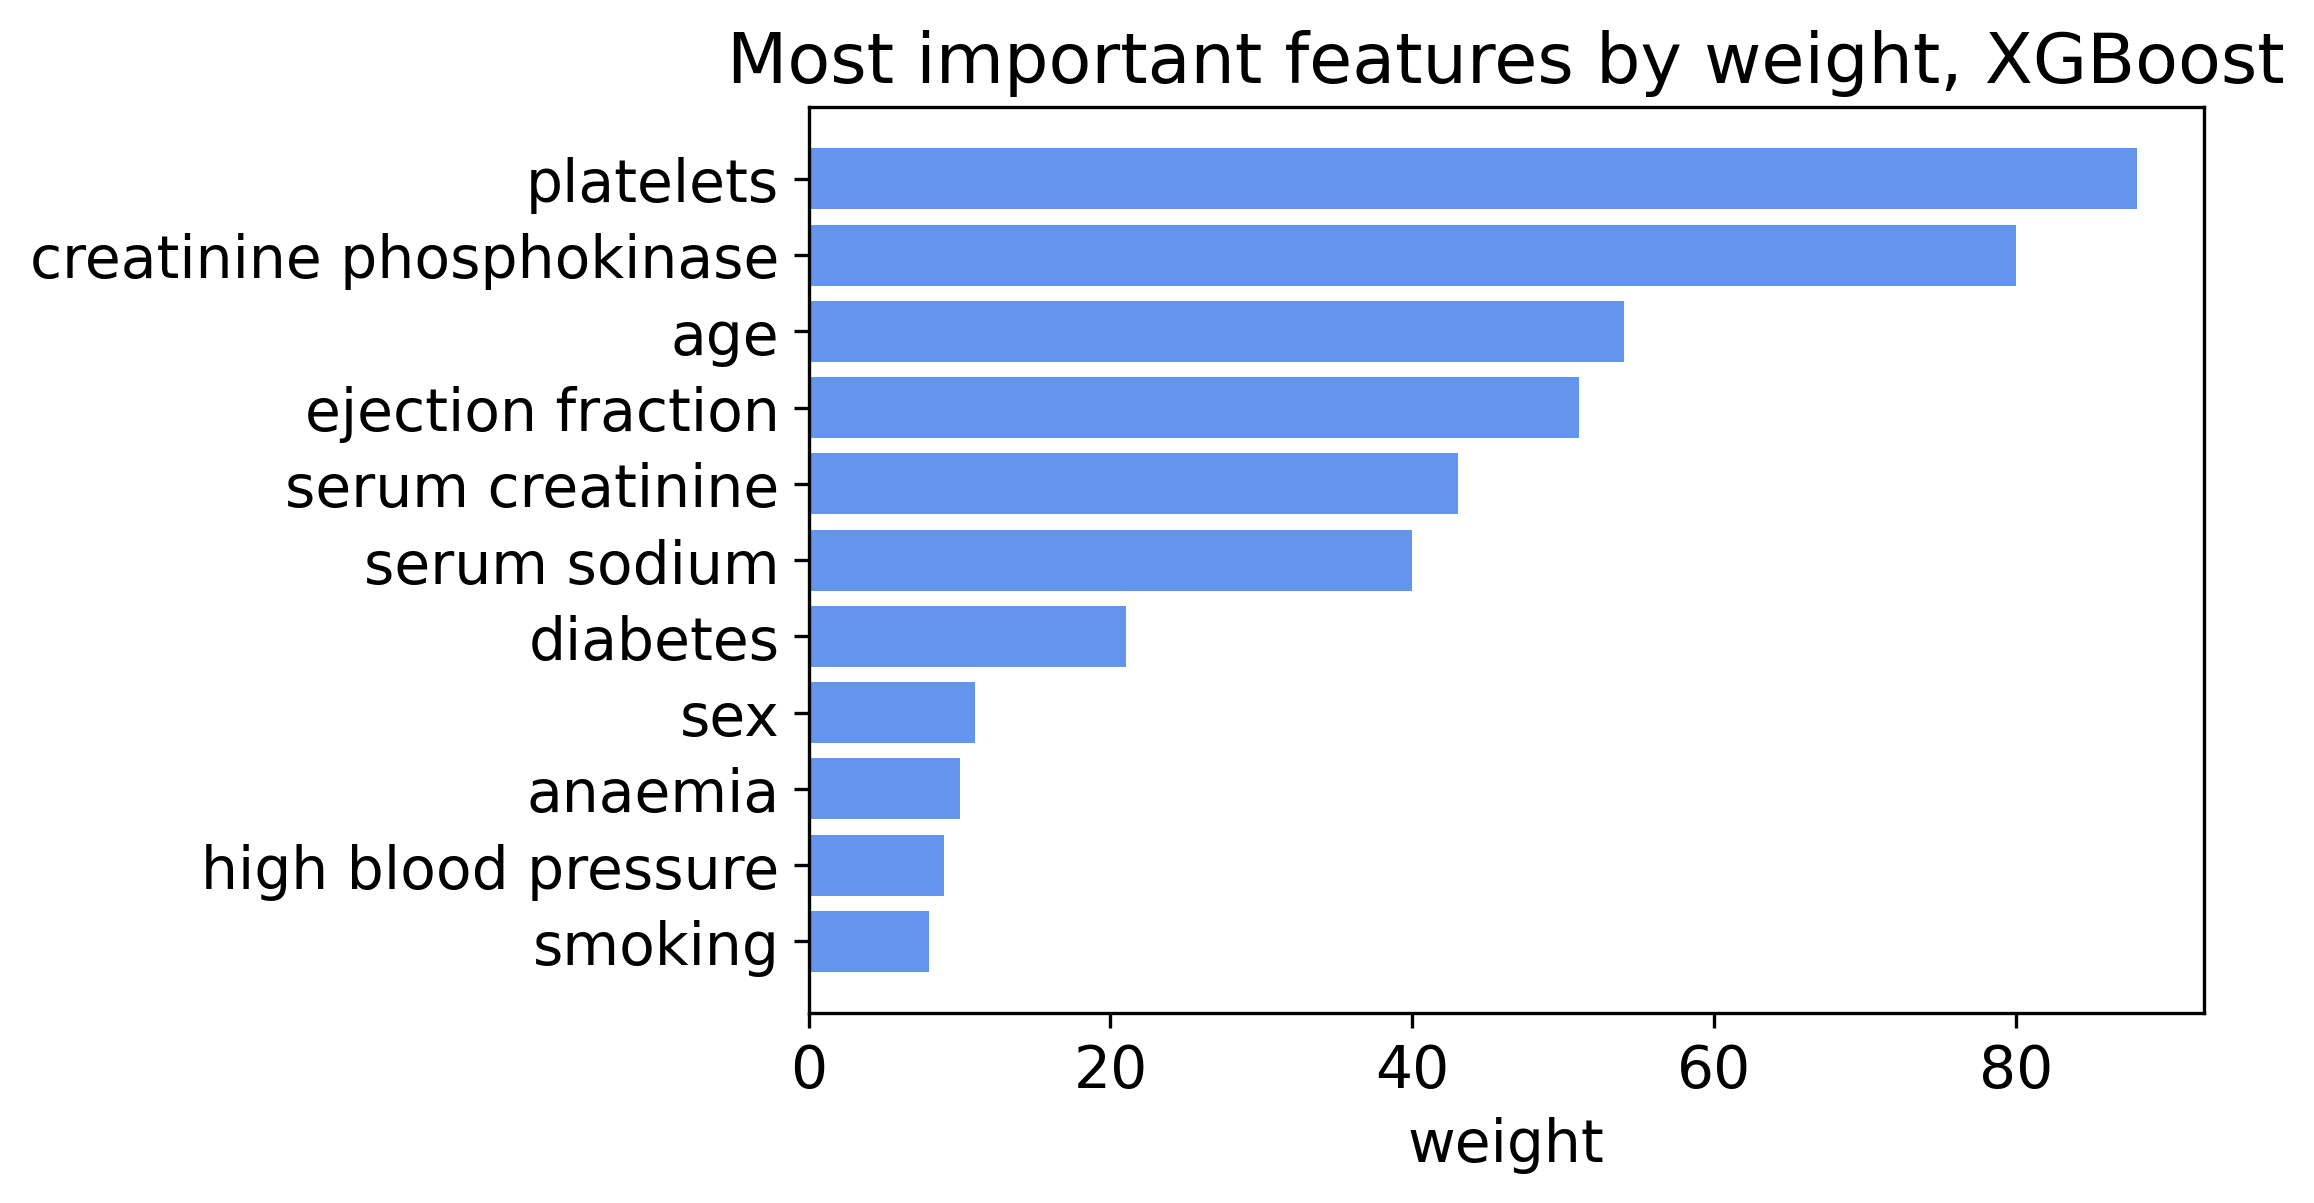 Most important features by weight, XGBoost
platelets
creatinine phosphokinase
age
ejection fraction
serum creatinine
serum sodium
diabetes
sex
anaemia
high blood pressure
smoking
0 20 40 60 80
weight